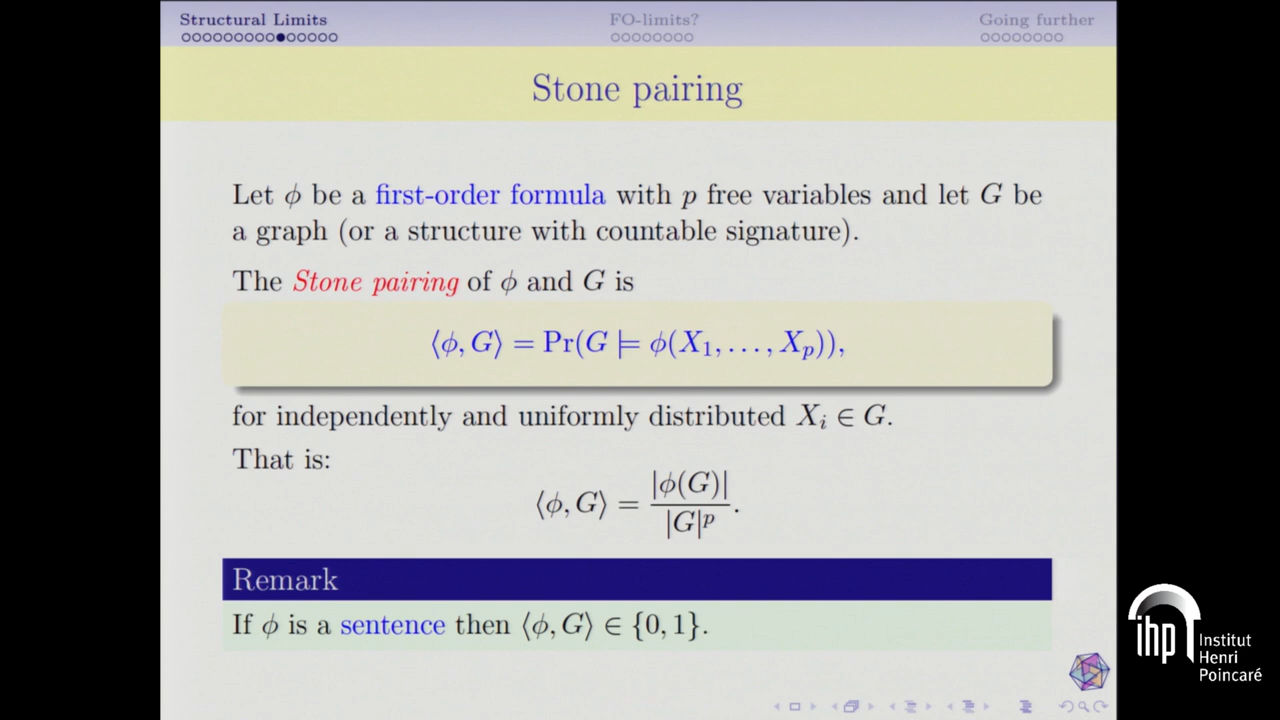 Structural Limits FO-limits? Going further
Stone pairing
Let ϕ be a first-order formula with p free variables and let G be
a graph (or a structure with countable signature).
The Stone pairing of ϕ and G is
⟨ϕ, G⟩ = Pr(G ⊨ ϕ(X₁, . . . , Xₚ)),
for independently and uniformly distributed Xᵢ ∈ G.
That is:
⟨ϕ, G⟩ = |ϕ(G)| / |G|ᵖ .
Remark
If ϕ is a sentence then ⟨ϕ, G⟩ ∈ {0, 1}.
ihp Institut
Henri
Poincaré